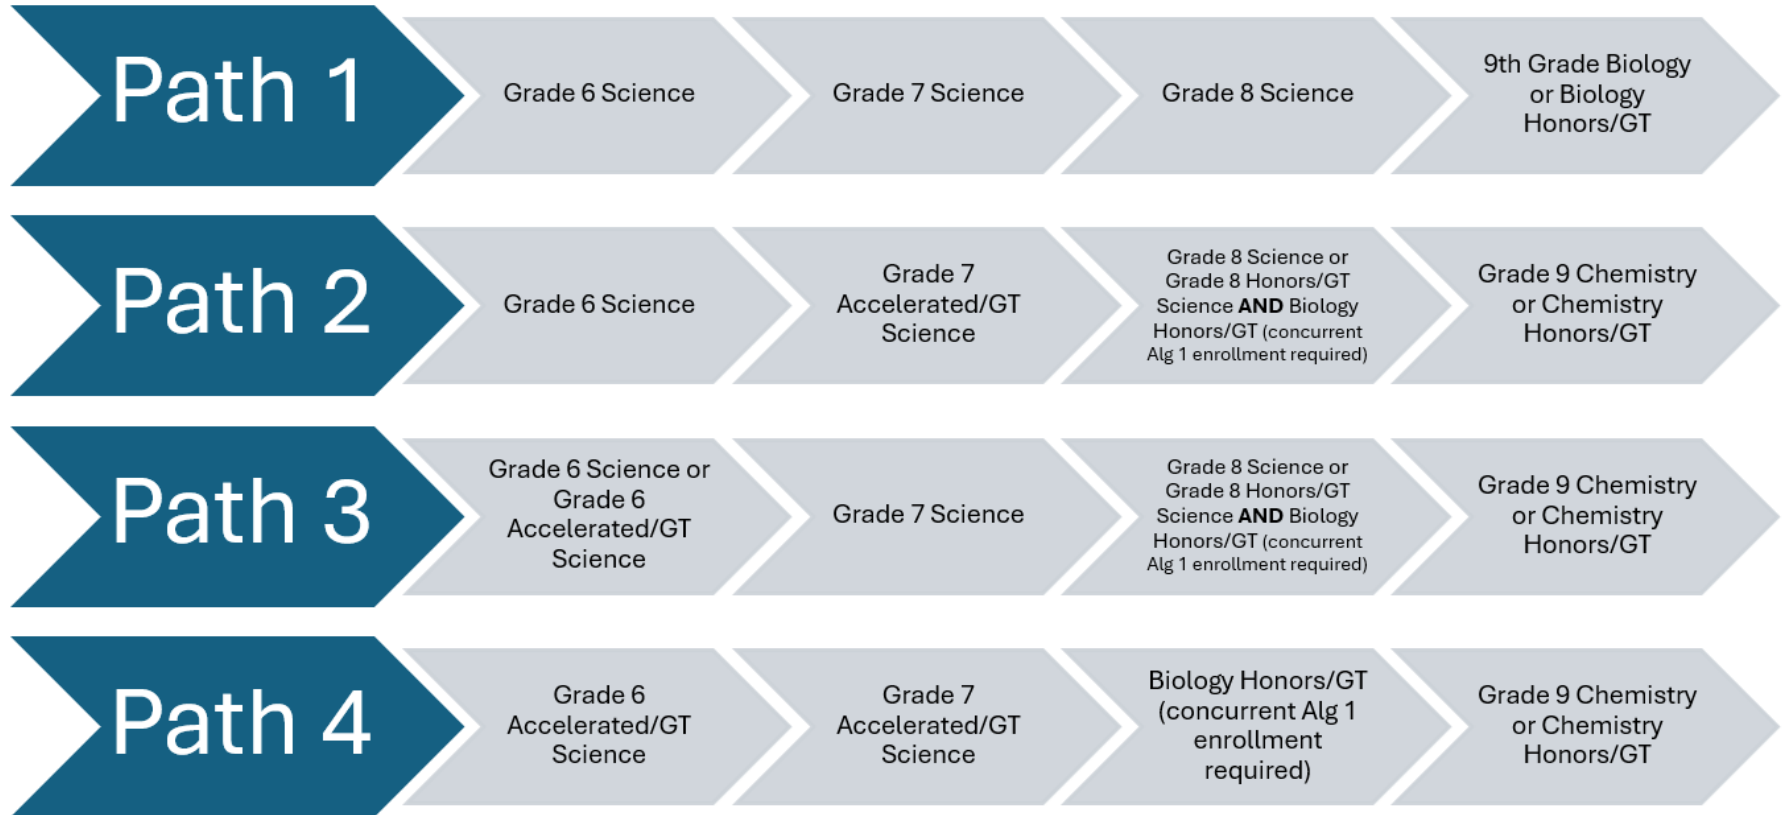 Path 1
Grade 6 Science
Grade 7 Science
Grade 8 Science
9th Grade Biology
or Biology
Honors/GT
Path 2
Grade 6 Science
Grade 7
Accelerated/GT
Science
Grade 8 Science or
Grade 8 Honors/GT
Science AND Biology
Honors/GT (concurrent
Alg 1 enrollment required)
Grade 9 Chemistry
or Chemistry
Honors/GT
Path 3
Grade 6 Science or
Grade 6
Accelerated/GT
Science
Grade 7 Science
Grade 8 Science or
Grade 8 Honors/GT
Science AND Biology
Honors/GT (concurrent
Alg 1 enrollment required)
Grade 9 Chemistry
or Chemistry
Honors/GT
Path 4
Grade 6
Accelerated/GT
Science
Grade 7
Accelerated/GT
Science
Biology Honors/GT
(concurrent Alg 1
enrollment
required)
Grade 9 Chemistry
or Chemistry
Honors/GT